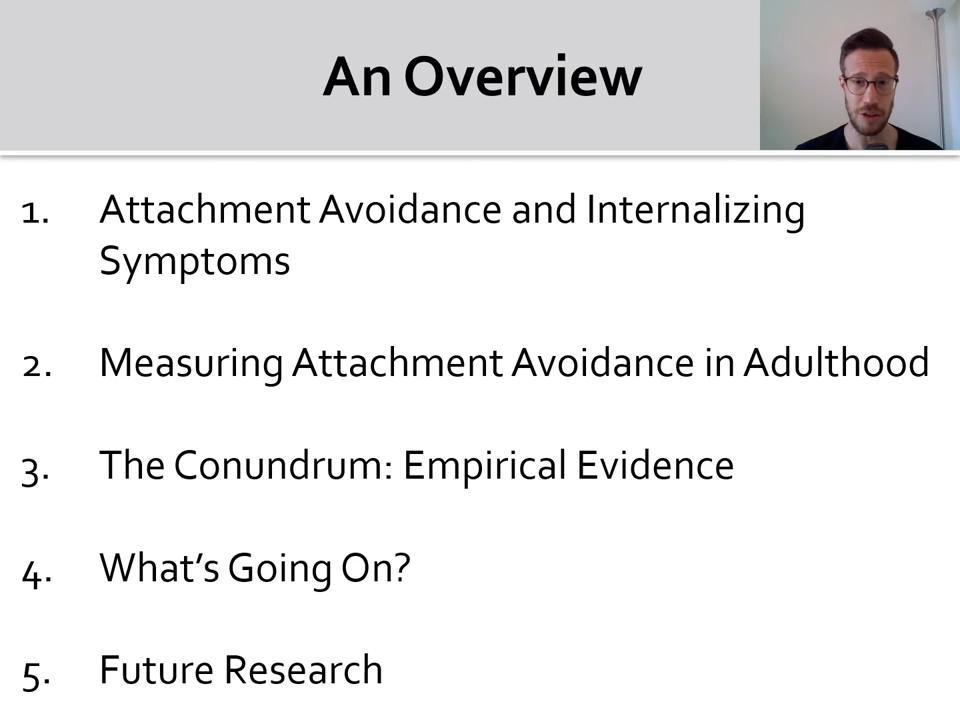 An Overview
1. Attachment Avoidance and Internalizing
Symptoms
2. Measuring Attachment Avoidance in Adulthood
3. The Conundrum: Empirical Evidence
4. What’s Going On?
5. Future Research